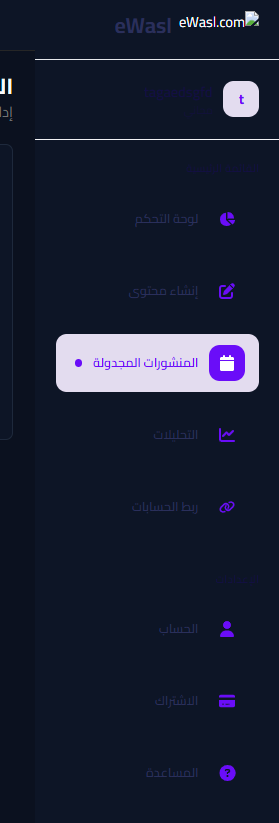 eWasl.com eWasl
t
لوحة التحكم
إنشاء محتوى
المنشورات المجدولة
التحليلات
ربط الحسابات
الحساب
الاشتراك
المساعدة